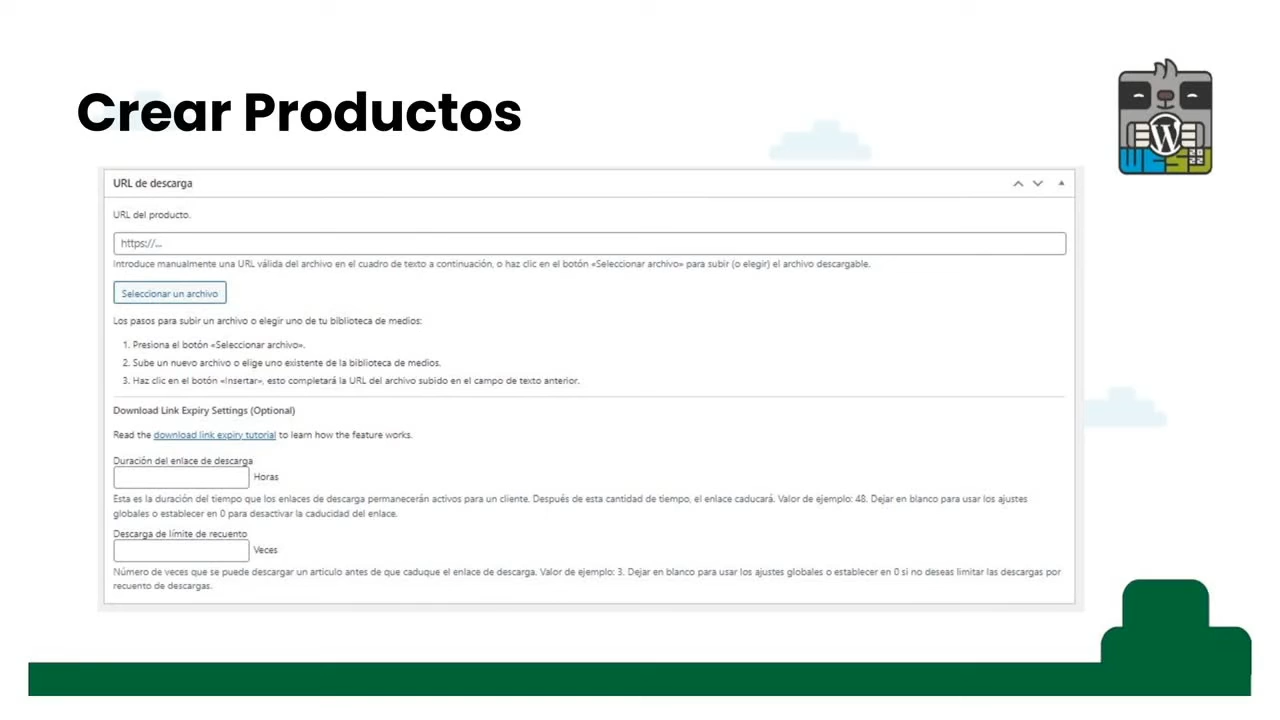 Crear Productos
W
WESJ
URL de descarga
URL del producto.
https://...
Introduce manualmente una URL válida del archivo en el cuadro de texto a continuación, o haz clic en el botón «Seleccionar archivo» para subir (o elegir) el archivo descargable.
Seleccionar un archivo
Los pasos para subir un archivo o elegir uno de tu biblioteca de medios:
1. Presiona el botón «Seleccionar archivo».
2. Sube un nuevo archivo o elige uno existente de la biblioteca de medios.
3. Haz clic en el botón «Insertar», esto completará la URL del archivo subido en el campo de texto anterior.
Download Link Expiry Settings (Optional)
Read the download link expiry tutorial to learn how the feature works.
Duración del enlace de descarga
Horas
Esta es la duración del tiempo que los enlaces de descarga permanecerán activos para un cliente. Después de esta cantidad de tiempo, el enlace caducará. Valor de ejemplo: 48. Dejar en blanco para usar los ajustes
globales o establecer en 0 para desactivar la caducidad del enlace.
Descarga de límite de recuento
Veces
Número de veces que se puede descargar un artículo antes de que caduque el enlace de descarga. Valor de ejemplo: 3. Dejar en blanco para usar los ajustes globales o establecer en 0 si no deseas limitar las descargas por
recuento de descargas.